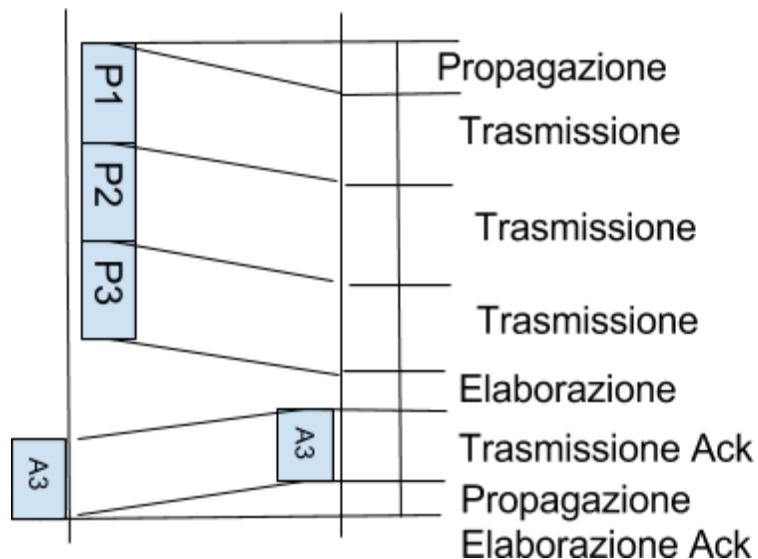 P1
P2
P3
A3
A3
Propagazione
Trasmissione
Trasmissione
Trasmissione
Elaborazione
Trasmissione Ack
Propagazione
Elaborazione Ack